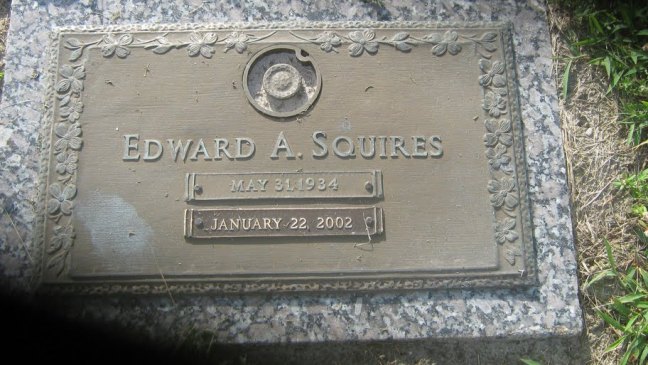 EDWARD A. SQUIRES
MAY 31, 1934
JANUARY 22, 2002